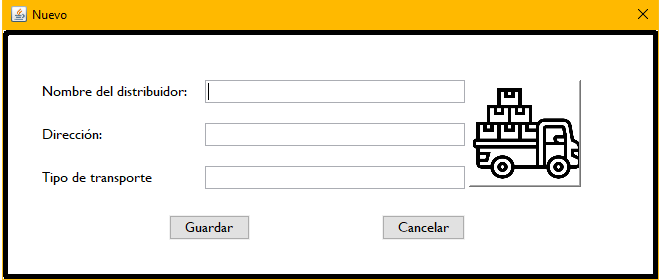 Nuevo
Nombre del distribuidor:
Dirección:
Tipo de transporte
Guardar
Cancelar